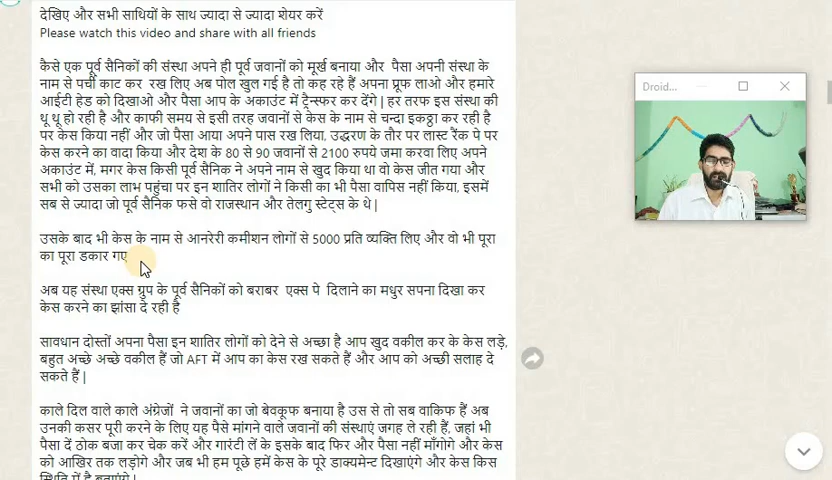 देखिए और सभी साथियों के साथ ज्यादा से ज्यादा शेयर करें
Please watch this video and share with all friends
कैसे एक पूर्व सैनिकों की संस्था अपने ही पूर्व जवानों को मूर्ख बनाया और पैसा अपनी संस्था के
नाम से पर्ची काट कर रख लिए अब पोल खुल गई है तो कह रहे हैं अपना प्रूफ लाओ और हमारे
आईटी हेड को दिखाओ और पैसा आप के अकाउंट में ट्रैन्सफर कर देंगे | हर तरफ इस संस्था की
थू थू हो रही है और काफी समय से इसी तरह जवानों से केस के नाम से चन्दा इकठ्ठा कर रही है
पर केस किया नहीं और जो पैसा आया अपने पास रख लिया, उद्धरण के तौर पर लास्ट रैंक पे पर
केस करने का वादा किया और देश के 80 से 90 जवानों से 2100 रुपये जमा करवा लिए अपने
अकाउंट में, मगर केस किसी पूर्व सैनिक ने अपने नाम से खुद किया था वो केस जीत गया और
सभी को उसका लाभ पहुंचा पर इन शातिर लोगों ने किसी का भी पैसा वापिस नहीं किया, इसमें
सब से ज्यादा जो पूर्व सैनिक फसे वो राजस्थान और तेलगु स्टेट्स के थे |
उसके बाद भी केस के नाम से आनरेरी कमीशन लोगों से 5000 प्रति व्यक्ति लिए और वो भी पूरा
का पूरा डकार गए
अब यह संस्था एक्स ग्रुप के पूर्व सैनिकों को बराबर एक्स पे दिलाने का मधुर सपना दिखा कर
केस करने का झांसा दे रही है
सावधान दोस्तों अपना पैसा इन शातिर लोगों को देने से अच्छा है आप खुद वकील कर के केस लड़े,
बहुत अच्छे अच्छे वकील हैं जो AFT में आप का केस रख सकते हैं और आप को अच्छी सलाह दे
सकते हैं |
काले दिल वाले काले अंग्रेजों ने जवानों का जो बेवकूफ बनाया है उस से तो सब वाकिफ हैं अब
उनकी कसर पूरी करने के लिए यह पैसे मांगने वाले जवानों की संस्थाएं जगह ले रही हैं, जहां भी
पैसा दें ठोक बजा कर चेक करें और गारंटी लें के इसके बाद फिर और पैसा नहीं माँगोगे और केस
को आखिर तक लड़ोगे और जब भी हम पूछे हमें केस के पूरे डाक्यमेन्ट दिखाएंगे और केस किस
स्थिति में है बताएंगे |
Droid...